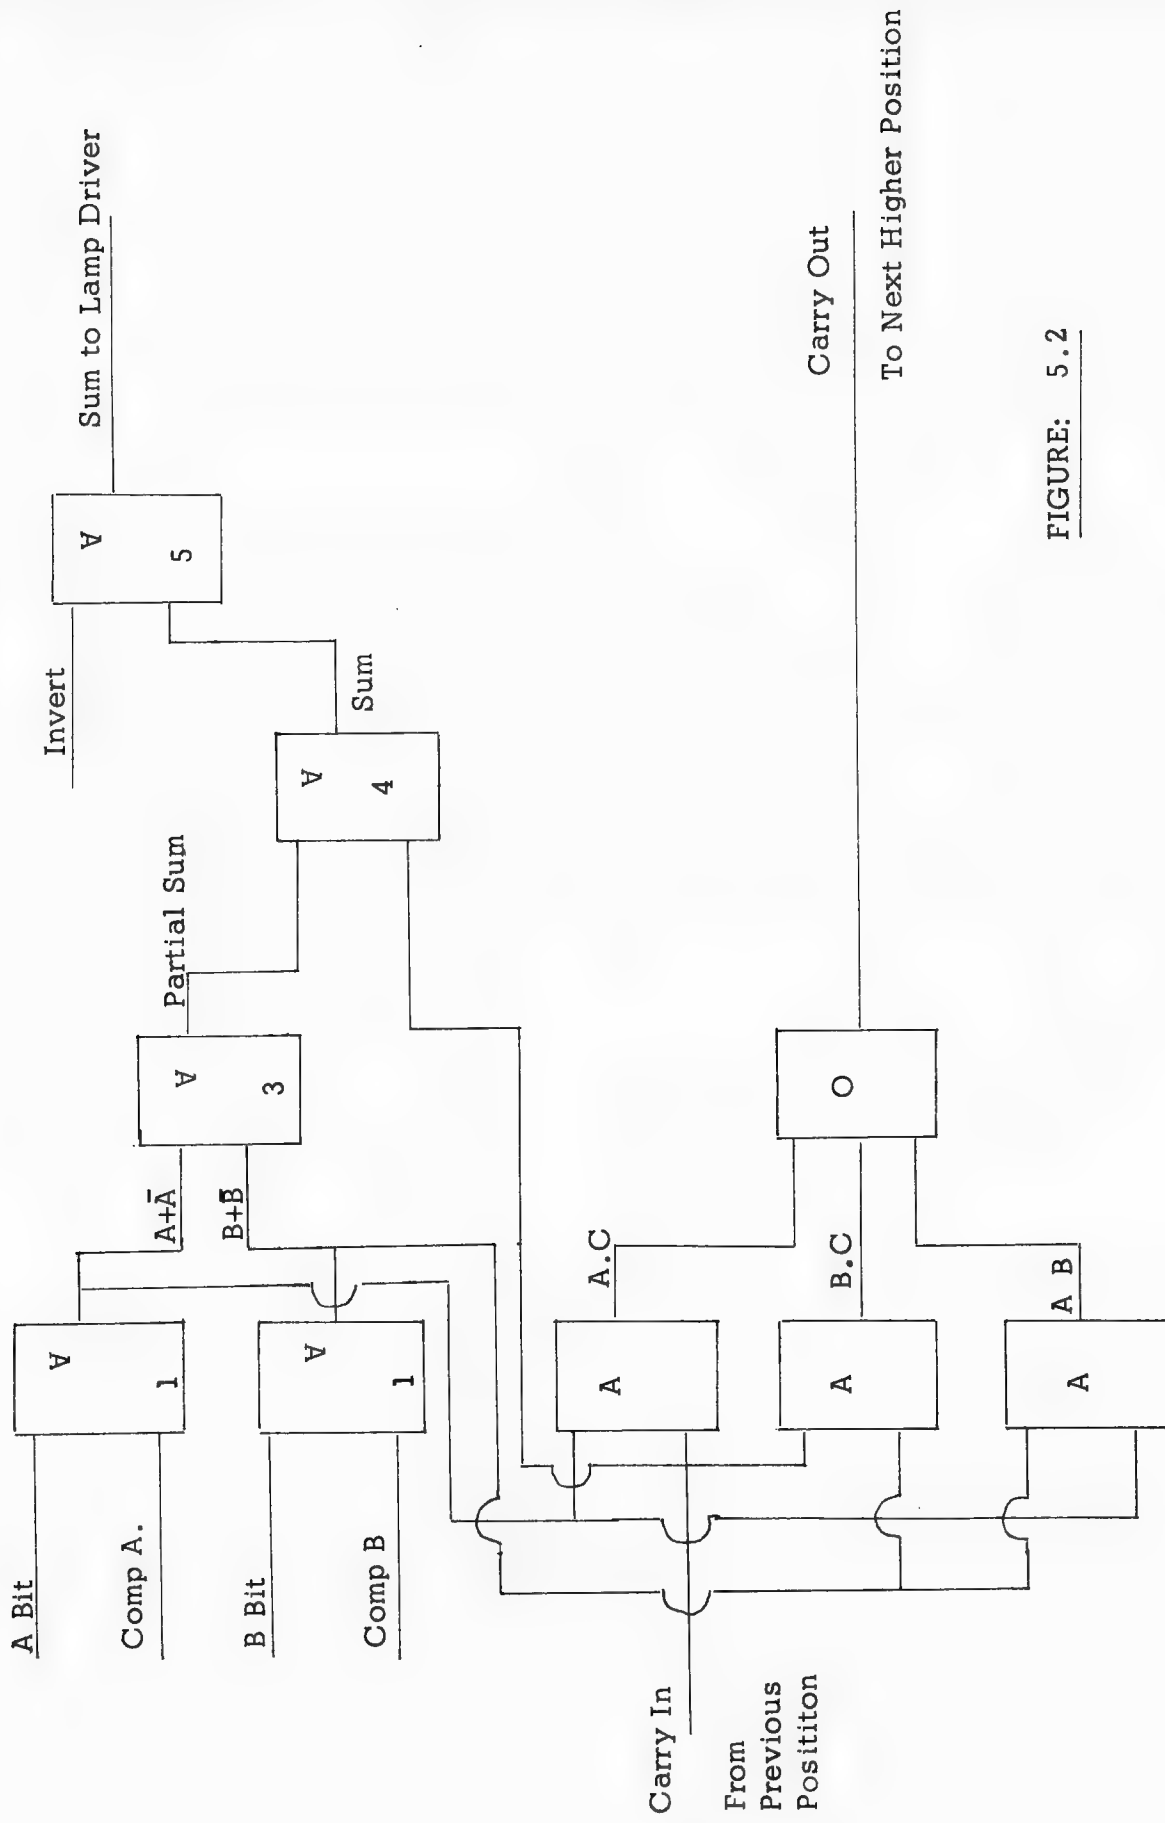 A Bit
Comp A.
B Bit
Comp B
Carry In
From
Previous
Posititon
∀
1
∀
1
A
A
A
A+Ā
B+B̄
A.C
B.C
A B
∀
3
Partial Sum
O
∀
4
Sum
Invert
∀
5
Sum to Lamp Driver
Carry Out
To Next Higher Position
FIGURE: 5.2